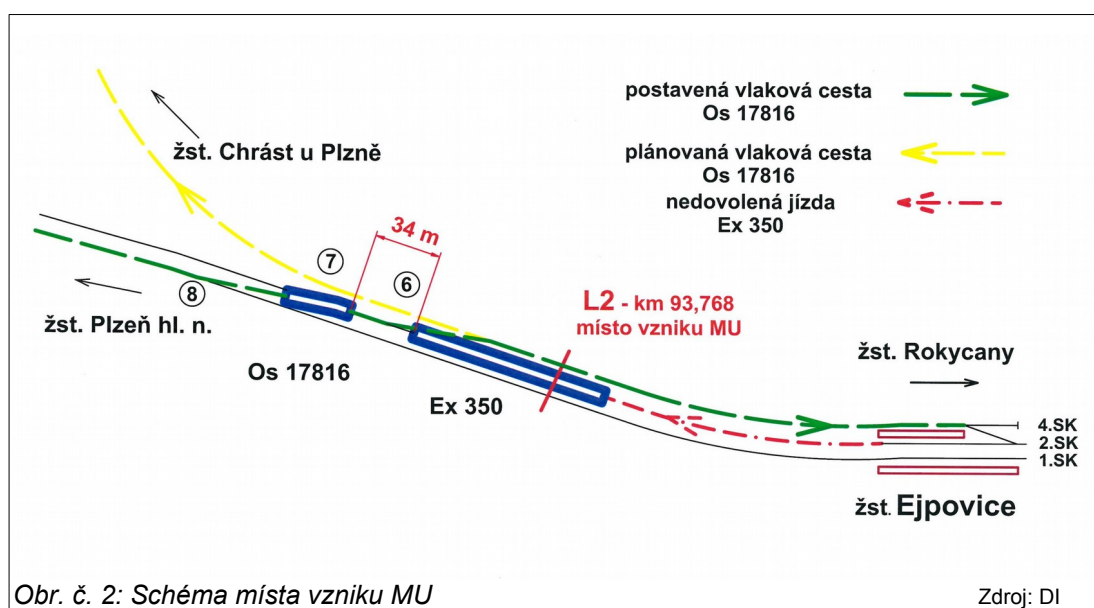 postavená vlaková cesta
Os 17816
plánovaná vlaková cesta
Os 17816
nedovolená jízda
Ex 350
žst. Chrást u Plzně
34 m
7
6
8
žst. Plzeň hl. n.
L2 - km 93,768
místo vzniku MU
Os 17816
Ex 350
žst. Rokycany
4.SK
2.SK
1.SK
žst. Ejpovice
Obr. č. 2: Schéma místa vzniku MU
Zdroj: DI